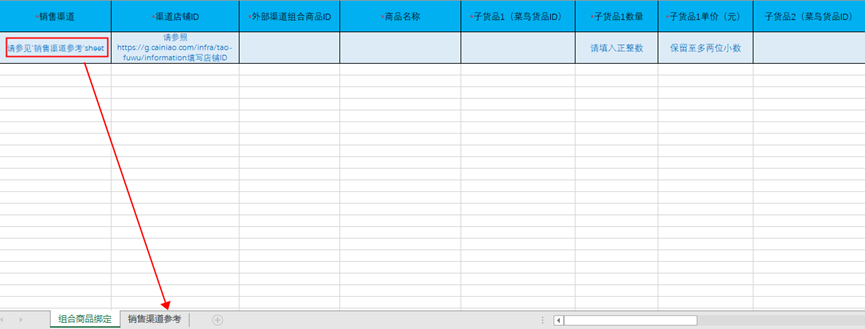 *销售渠道
*渠道店铺ID
*外部渠道组合商品ID
*商品名称
*子货品1（菜鸟货品ID）
*子货品1数量
*子货品1单价（元）
子货品2（菜鸟货品ID）
请参见'销售渠道参考'sheet
请参照
https://g.cainiao.com/infra/tao-
fuwu/information填写店铺ID
请填入正整数
保留至多两位小数
组合商品绑定
销售渠道参考